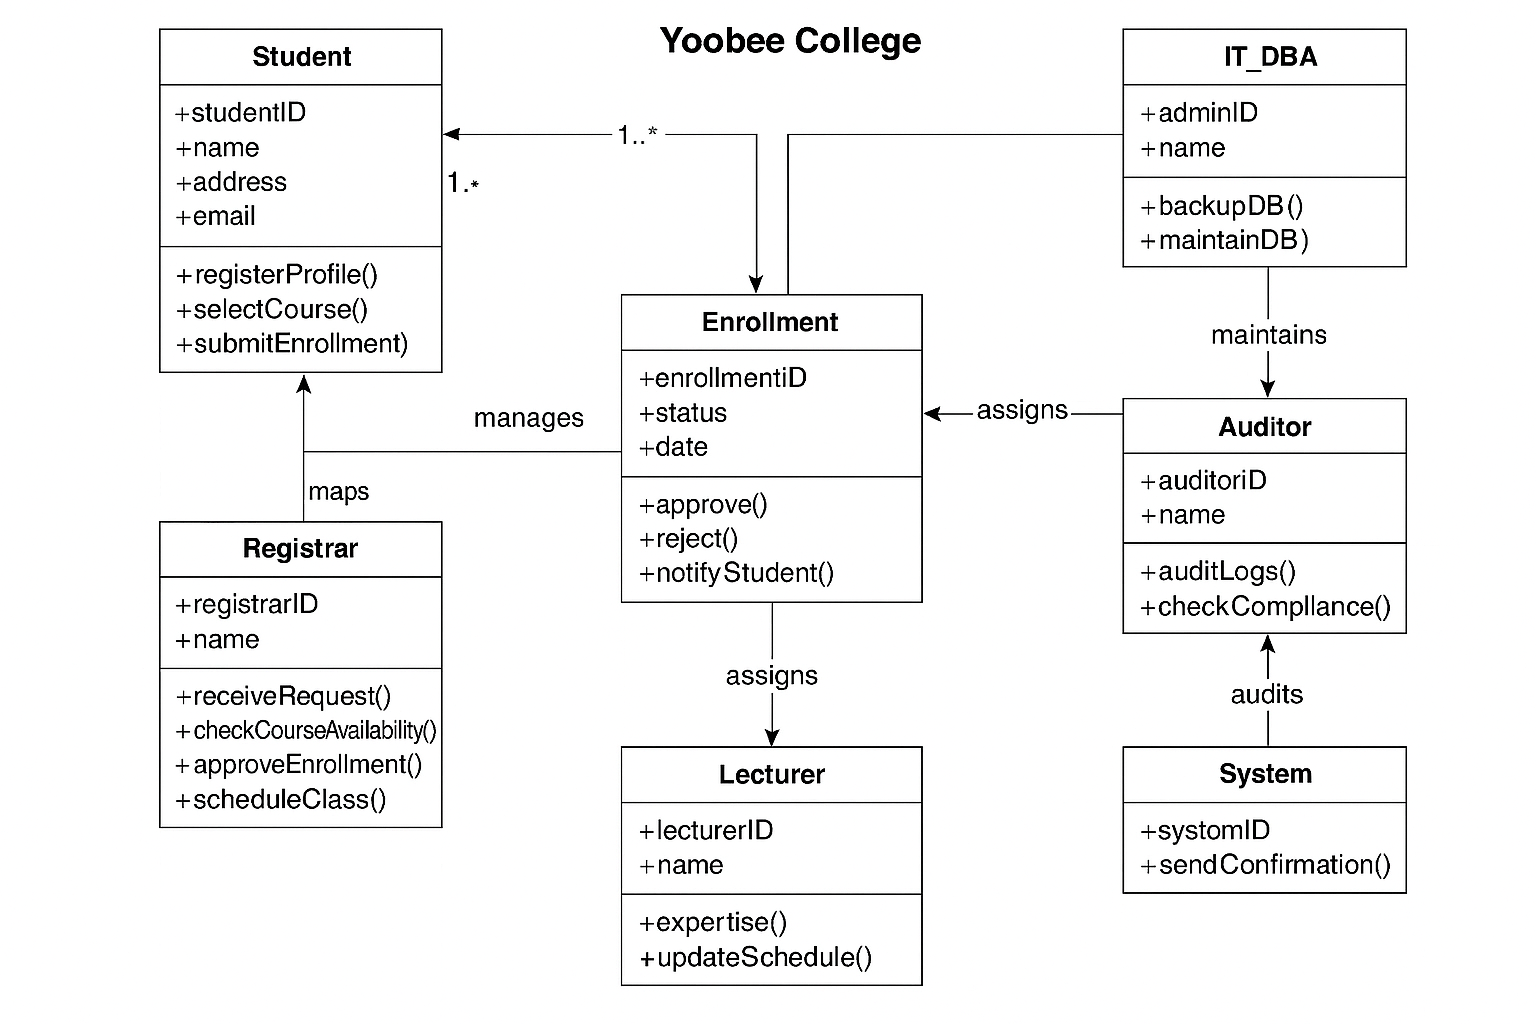 Yoobee College
Student
+studentID
+name
+address
+email
+registerProfile()
+selectCourse()
+submitEnrollment)
1..*
1.*
IT_DBA
+adminID
+name
+backupDB()
+maintainDB)
maintains
Enrollment
+enrollmentiD
+status
+date
+approve()
+reject()
+notifyStudent()
manages
maps
assigns
Auditor
+auditoriD
+name
+auditLogs()
+checkCompllance()
Registrar
+registrarID
+name
+receiveRequest()
+checkCourseAvailability()
+approveEnrollment()
+scheduleClass()
assigns
audits
Lecturer
+lecturerID
+name
+expertise()
+updateSchedule()
System
+systomID
+sendConfirmation()